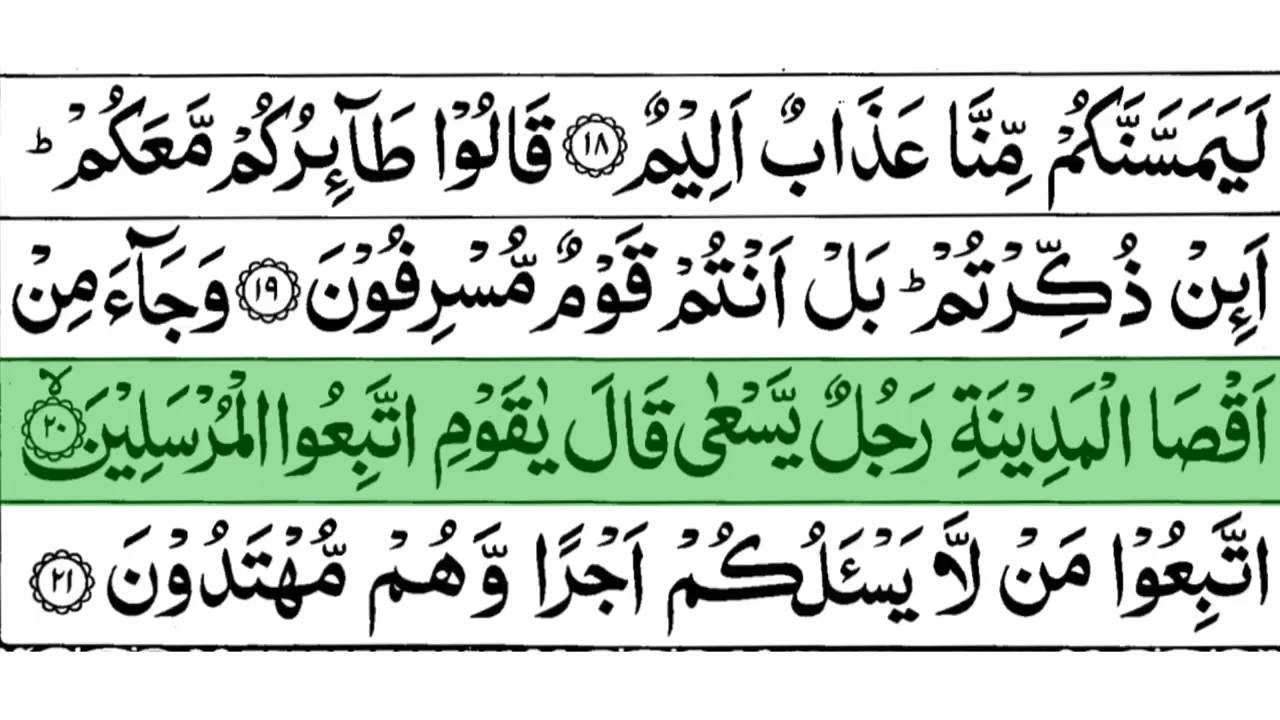 لَيَمَسَّنَّكُمْ مِّنَّا عَذَابٌ اَلِيْمٌ ۝١٨ قَالُوْا طَآئِرُكُمْ مَّعَكُمْ ؕ
اَئِنْ ذُكِّرْتُمْ ؕ بَلْ اَنْتُمْ قَوْمٌ مُّسْرِفُوْنَ ۝١٩ وَجَآءَ مِنْ
اَقْصَا الْمَدِيْنَةِ رَجُلٌ يَّسْعٰى قَالَ يٰقَوْمِ اتَّبِعُوا الْمُرْسَلِيْنَ ۝٢٠ۙ
اتَّبِعُوْا مَنْ لَّا يَسْـَٔلُكُمْ اَجْرًا وَّهُمْ مُّهْتَدُوْنَ ۝٢١